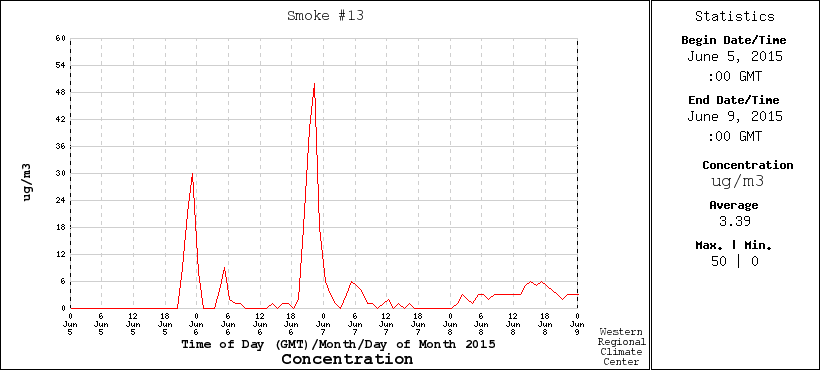 Smoke #13
60
54
48
42
36
30
24
18
12
6
0
ug/m3
0 6 12 18 0 6 12 18 0 6 12 18 0 6 12 18 0
Jun Jun Jun Jun Jun Jun Jun Jun Jun Jun Jun Jun Jun Jun Jun Jun Jun
5 5 5 5 6 6 6 6 7 7 7 7 8 8 8 8 9
Time of Day (GMT)/Month/Day of Month 2015
Concentration
Western
Regional
Climate
Center
Statistics
Begin Date/Time
June 5, 2015
:00 GMT
End Date/Time
June 9, 2015
:00 GMT
Concentration
ug/m3
Average
3.39
Max. | Min.
50 | 0